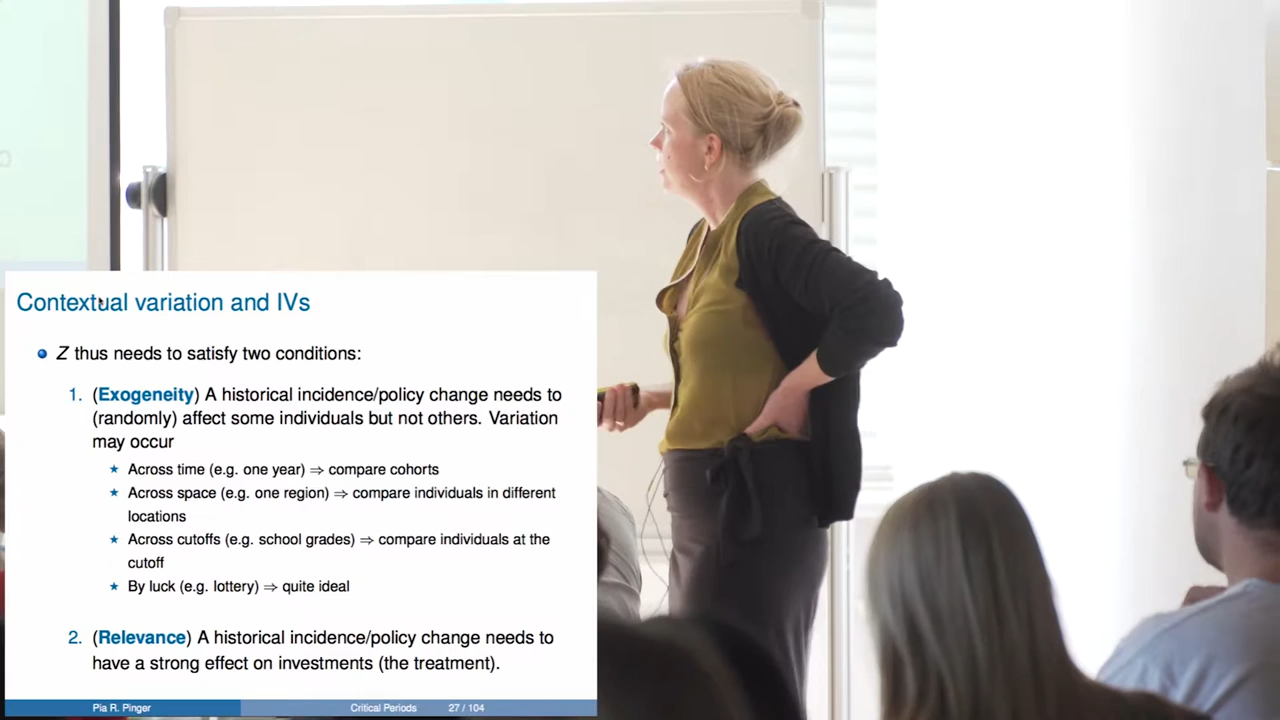 Contextual variation and IVs
Z thus needs to satisfy two conditions:
1. (Exogeneity) A historical incidence/policy change needs to
(randomly) affect some individuals but not others. Variation
may occur
★ Across time (e.g. one year) ⇒ compare cohorts
★ Across space (e.g. one region) ⇒ compare individuals in different
locations
★ Across cutoffs (e.g. school grades) ⇒ compare individuals at the
cutoff
★ By luck (e.g. lottery) ⇒ quite ideal
2. (Relevance) A historical incidence/policy change needs to
have a strong effect on investments (the treatment).
Pia R. Pinger Critical Periods 27 / 104